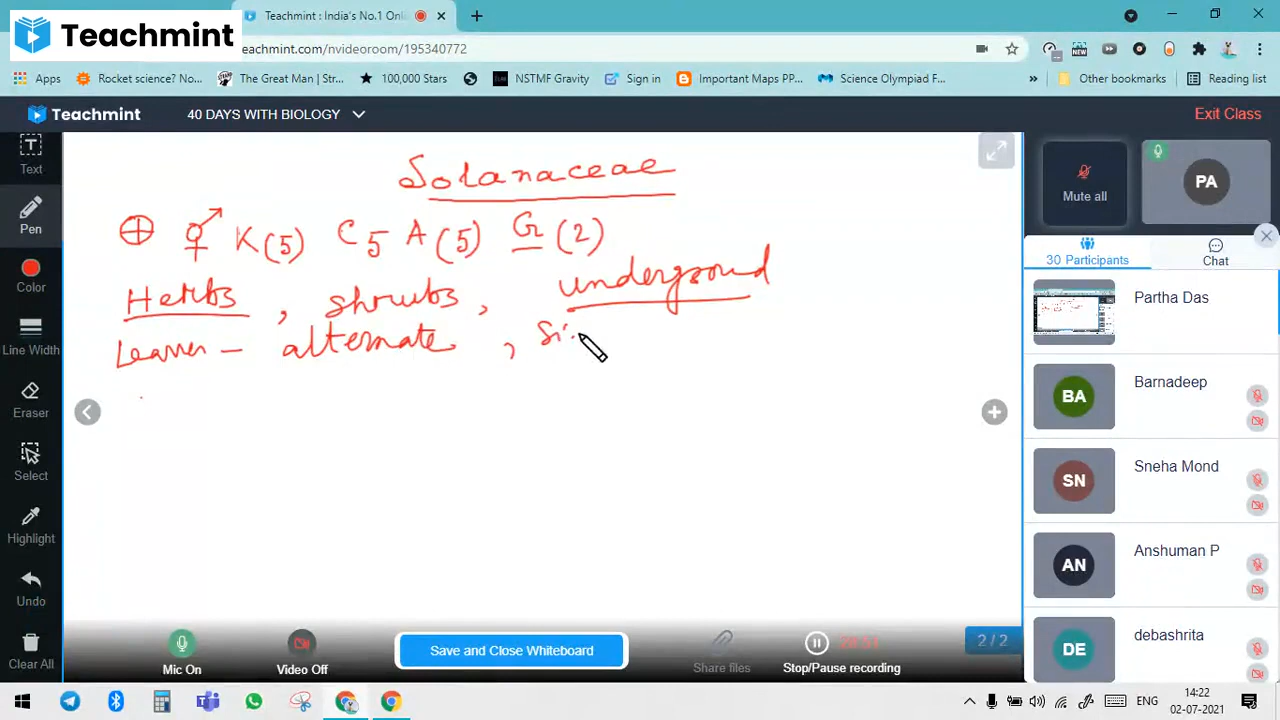 Teachmint : India's No.1 Onli
Teachmint
eachmint.com/nvideoroom/195340772
Apps
Rocket science? No...
The Great Man | Str...
100,000 Stars
NSTMF Gravity
Sign in
Important Maps PP...
Science Olympiad F...
»
Other bookmarks
Reading list
NEW
Teachmint
40 DAYS WITH BIOLOGY
Exit Class
Text
Pen
Color
Line Width
Eraser
Select
Highlight
Undo
Clear All
Solanaceae
⊕ ⚥ K(5) C5 A(5) G(2)
Herbs, shrubs, undergound
Leaves - alternate, Si
Mute all
PA
30 Participants
Chat
Partha Das
BA Barnadeep
SN Sneha Mond
AN Anshuman P
DE debashrita
Mic On
Video Off
Save and Close Whiteboard
Share files
Stop/Pause recording
2/2
ENG
14:22
02-07-2021